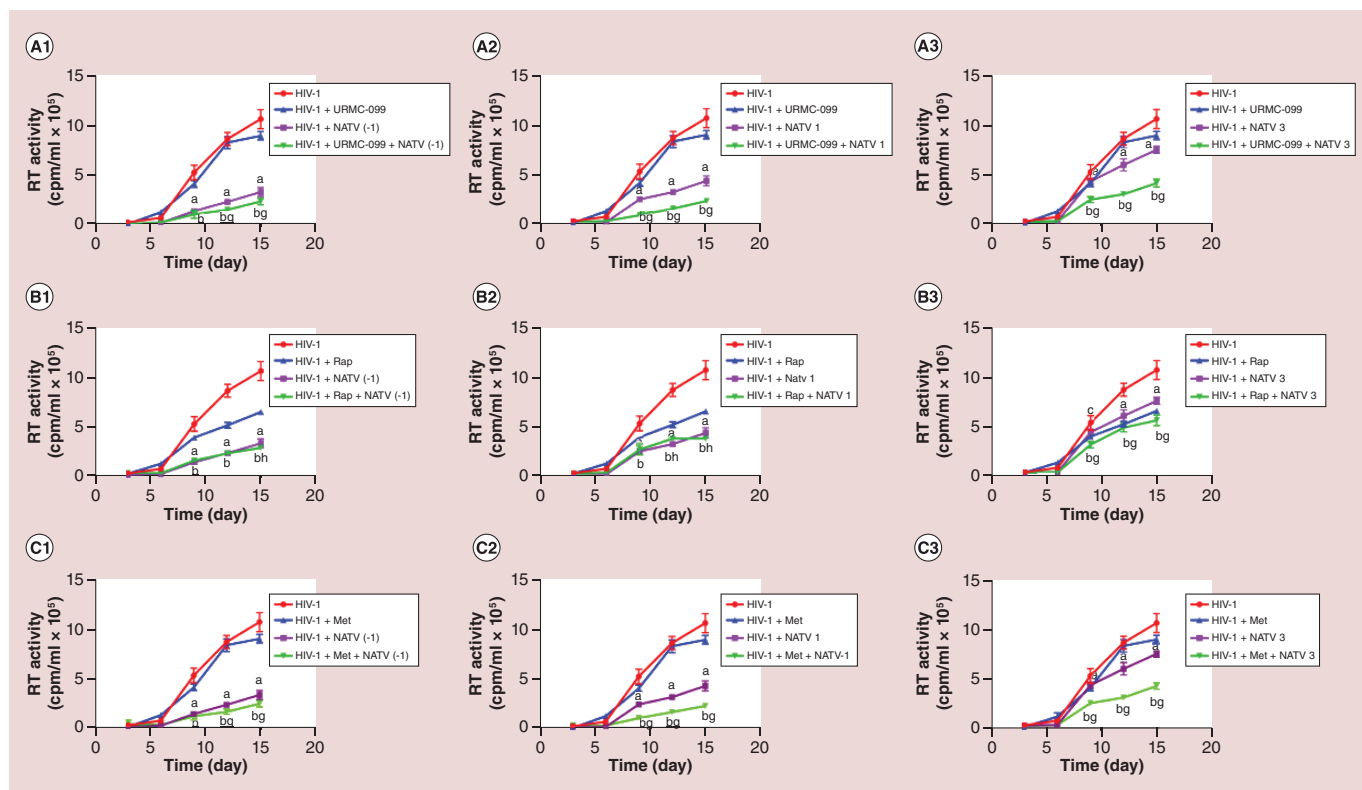 A1
15
10
5
0
RT activity
(cpm/ml × 10⁵)
HIV-1
HIV-1 + URMC-099
HIV-1 + NATV (-1)
HIV-1 + URMC-099 + NATV (-1)
a
a
a
b
bg
bg
0 5 10 15 20
Time (day)
A2
15
10
5
0
RT activity
(cpm/ml × 10⁵)
HIV-1
HIV-1 + URMC-099
HIV-1 + NATV 1
HIV-1 + URMC-099 + NATV 1
a
a
a
bg
bg
bg
0 5 10 15 20
Time (day)
A3
15
10
5
0
RT activity
(cpm/ml × 10⁵)
HIV-1
HIV-1 + URMC-099
HIV-1 + NATV 3
HIV-1 + URMC-099 + NATV 3
a
a
a
bg
bg
bg
0 5 10 15 20
Time (day)
B1
15
10
5
0
RT activity
(cpm/ml × 10⁵)
HIV-1
HIV-1 + Rap
HIV-1 + NATV (-1)
HIV-1 + Rap + NATV (-1)
a
a
a
b
b
bh
0 5 10 15 20
Time (day)
B2
15
10
5
0
RT activity
(cpm/ml × 10⁵)
HIV-1
HIV-1 + Rap
HIV-1 + Natv 1
HIV-1 + Rap + NATV 1
a
a
a
b
bh
bh
0 5 10 15 20
Time (day)
B3
15
10
5
0
RT activity
(cpm/ml × 10⁵)
HIV-1
HIV-1 + Rap
HIV-1 + NATV 3
HIV-1 + Rap + NATV 3
c
a
a
bg
bg
bg
0 5 10 15 20
Time (day)
C1
15
10
5
0
RT activity
(cpm/ml × 10⁵)
HIV-1
HIV-1 + Met
HIV-1 + NATV (-1)
HIV-1 + Met + NATV (-1)
a
a
a
bg
bg
0 5 10 15 20
Time (day)
C2
15
10
5
0
RT activity
(cpm/ml × 10⁵)
HIV-1
HIV-1 + Met
HIV-1 + NATV 1
HIV-1 + Met + NATV-1
a
a
a
bg
bg
bg
0 5 10 15 20
Time (day)
C3
15
10
5
0
RT activity
(cpm/ml × 10⁵)
HIV-1
HIV-1 + Met
HIV-1 + NATV 3
HIV-1 + Met + NATV 3
a
a
a
bg
bg
bg
0 5 10 15 20
Time (day)